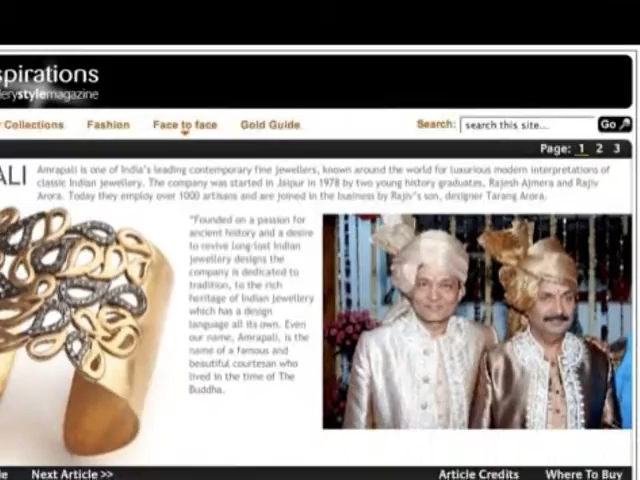 spirations
lerystylemagazine
Collections Fashion Face to face Gold Guide Search: search this site... Go
Page: 1 2 3
ALI
Amrapali is one of India's leading contemporary fine jewellers, known around the world for luxurious modern interpretations of
classic Indian jewellery. The company was started in Jaipur in 1978 by two young history graduates, Rajesh Ajmera and Rajiv
Arora. Today they employ over 1000 artisans and are joined in the business by Rajiv's son, designer Tarang Arora.
"Founded on a passion for
ancient history and a desire
to revive long-lost Indian
jewellery designs the
company is dedicated to
tradition, to the rich
heritage of Indian jewellery
which has a design
language all its own. Even
our name, Amrapali, is the
name of a famous and
beautiful courtesan who
lived in the time of The
Buddha.
le Next Article >> Article Credits Where To Buy